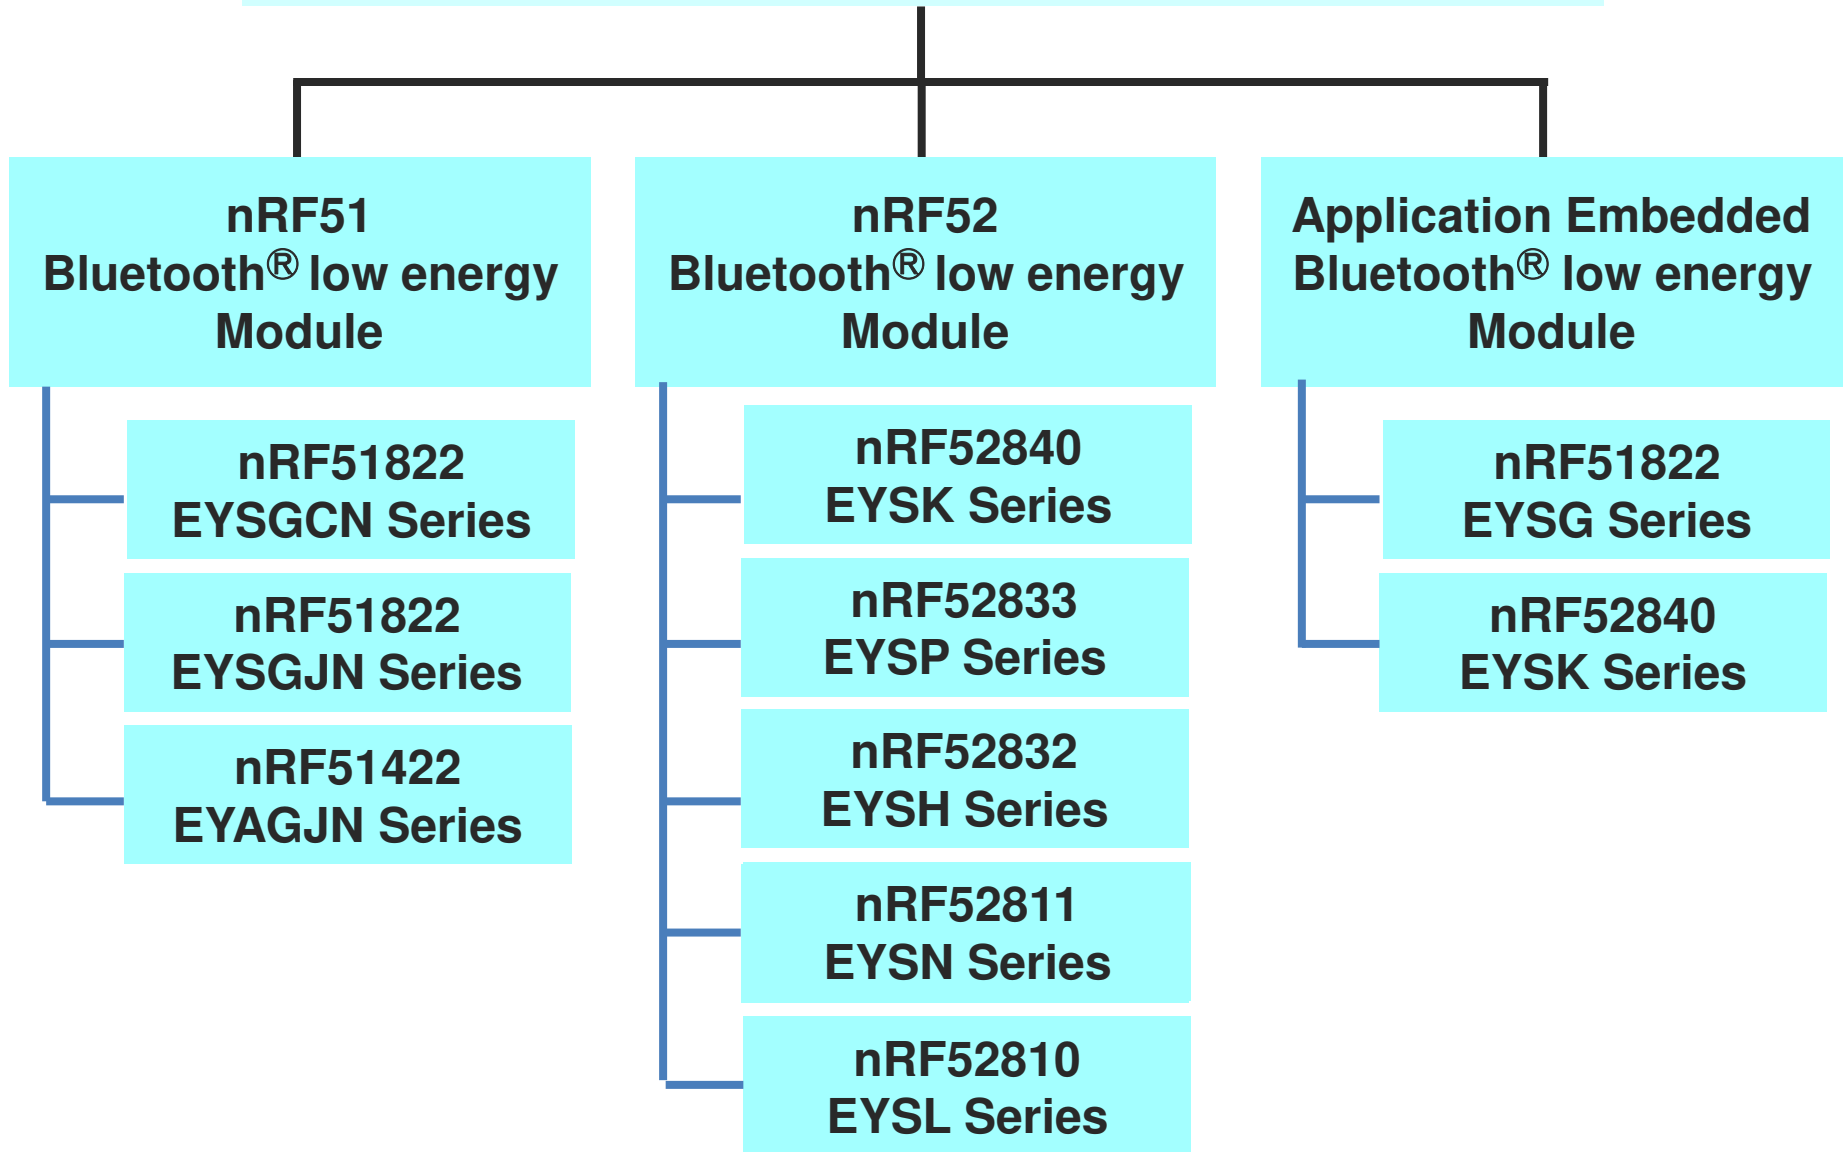 nRF51
Bluetooth® low energy
Module
nRF51822
EYSGCN Series
nRF51822
EYSGJN Series
nRF51422
EYAGJN Series
nRF52
Bluetooth® low energy
Module
nRF52840
EYSK Series
nRF52833
EYSP Series
nRF52832
EYSH Series
nRF52811
EYSN Series
nRF52810
EYSL Series
Application Embedded
Bluetooth® low energy
Module
nRF51822
EYSG Series
nRF52840
EYSK Series